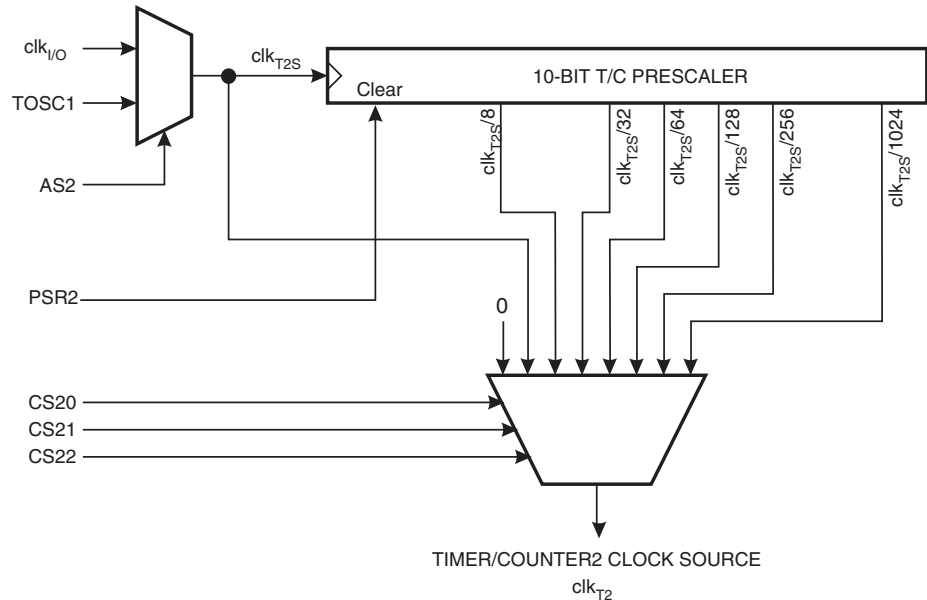 clkI/O
clkT2S
10-BIT T/C PRESCALER
TOSC1
Clear
clkT2S/8
clkT2S/32
clkT2S/64
clkT2S/128
clkT2S/256
clkT2S/1024
AS2
PSR2
0
CS20
CS21
CS22
TIMER/COUNTER2 CLOCK SOURCE
clkT2